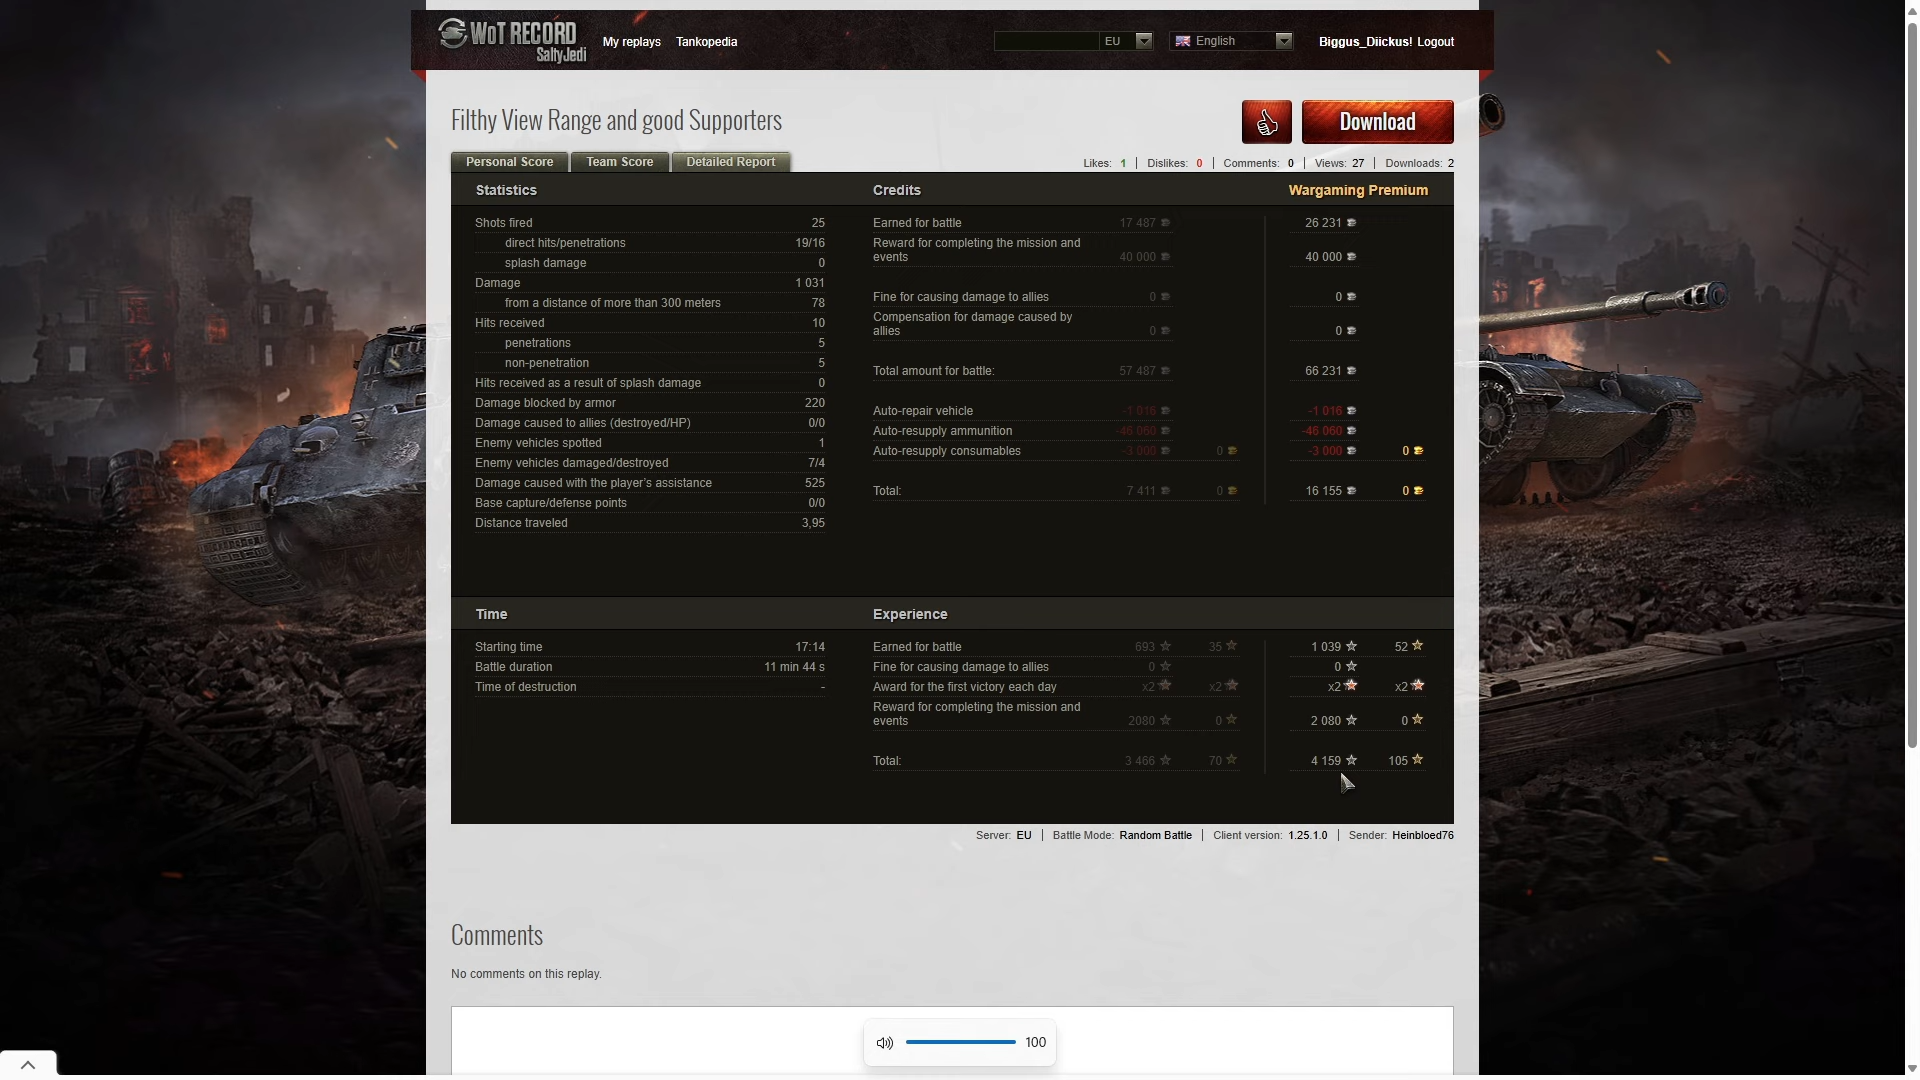 WOT RECORD
SaltyJedi
My replays Tankopedia
EU English Biggus_Diickus! Logout
Filthy View Range and good Supporters
Download
Personal Score Team Score Detailed Report
Likes: 1 | Dislikes: 0 | Comments: 0 | Views: 27 | Downloads: 2
Statistics Credits Wargaming Premium
Shots fired 25
direct hits/penetrations 19/16
splash damage 0
Damage 1 031
from a distance of more than 300 meters 78
Hits received 10
penetrations 5
non-penetration 5
Hits received as a result of splash damage 0
Damage blocked by armor 220
Damage caused to allies (destroyed/HP) 0/0
Enemy vehicles spotted 1
Enemy vehicles damaged/destroyed 7/4
Damage caused with the player's assistance 525
Base capture/defense points 0/0
Distance traveled 3,95
Earned for battle 17 487 26 231
Reward for completing the mission and
events 40 000 40 000
Fine for causing damage to allies 0 0
Compensation for damage caused by
allies 0 0
Total amount for battle: 57 487 66 231
Auto-repair vehicle -1 016 -1 016
Auto-resupply ammunition -46 060 -46 060
Auto-resupply consumables -3 000 0 -3 000 0
Total: 7 411 0 16 155 0
Time Experience
Starting time 17:14
Battle duration 11 min 44 s
Time of destruction -
Earned for battle 693 35 1 039 52
Fine for causing damage to allies 0 0
Award for the first victory each day x2 x2 x2 x2
Reward for completing the mission and
events 2080 0 2 080 0
Total: 3 466 70 4 159 105
Server: EU | Battle Mode: Random Battle | Client version: 1.25.1.0 | Sender: Heinbloed76
Comments
No comments on this replay.
100